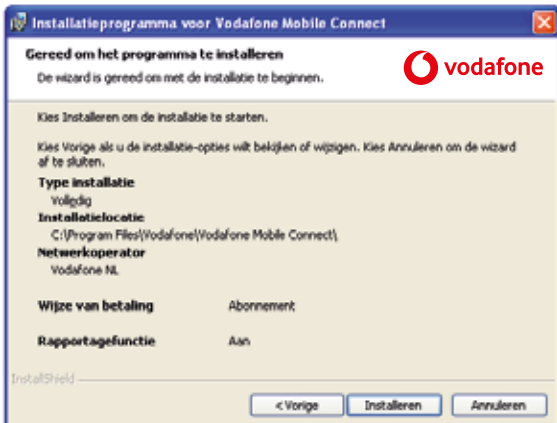 Installatieprogramma voor Vodafone Mobile Connect
Gereed om het programma te installeren
De wizard is gereed om met de installatie te beginnen.
vodafone
Kies Installeren om de installatie te starten.
Kies Vorige als u de installatie-opties wilt bekijken of wijzigen. Kies Annuleren om de wizard
af te sluiten.
Type installatie
Volledig
Installatielocatie
C:\Program Files\Vodafone\Vodafone Mobile Connect\
Netwerkoperator
Vodafone NL
Wijze van betaling Abonnement
Rapportagefunctie Aan
InstallShield
< Vorige Installeren Annuleren